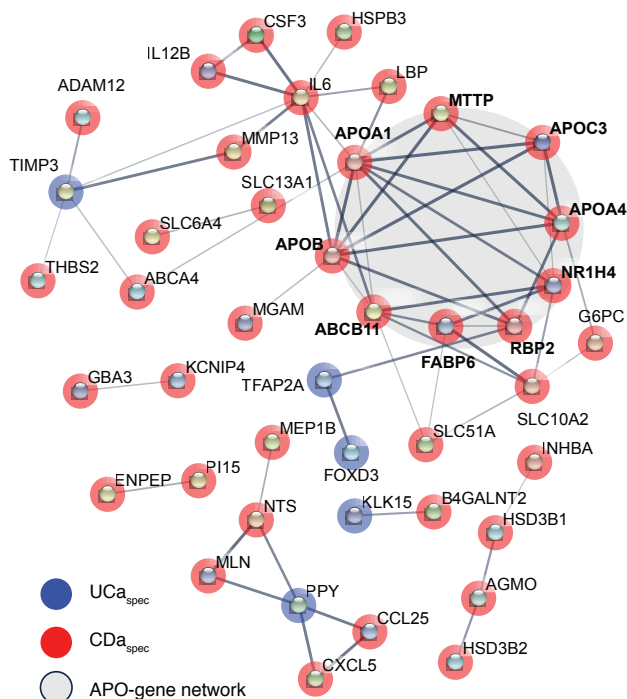 CSF3
HSPB3
IL12B
IL6
LBP
ADAM12
MTTP
MMP13
APOA1
APOC3
TIMP3
SLC13A1
APOA4
SLC6A4
APOB
THBS2
ABCA4
NR1H4
MGAM
ABCB11
G6PC
FABP6
RBP2
KCNIP4
TFAP2A
GBA3
SLC10A2
MEP1B
SLC51A
INHBA
PI15
FOXD3
ENPEP
NTS
KLK15
B4GALNT2
HSD3B1
MLN
PPY
AGMO
UCaspec
CCL25
CDaspec
CXCL5
HSD3B2
APO-gene network